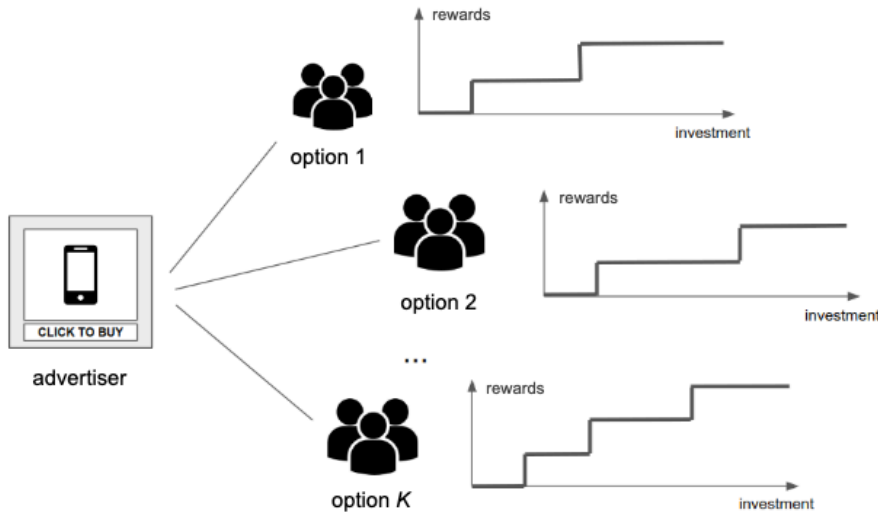 rewards
investment
option 1
rewards
investment
option 2
CLICK TO BUY
advertiser
...
rewards
investment
option K